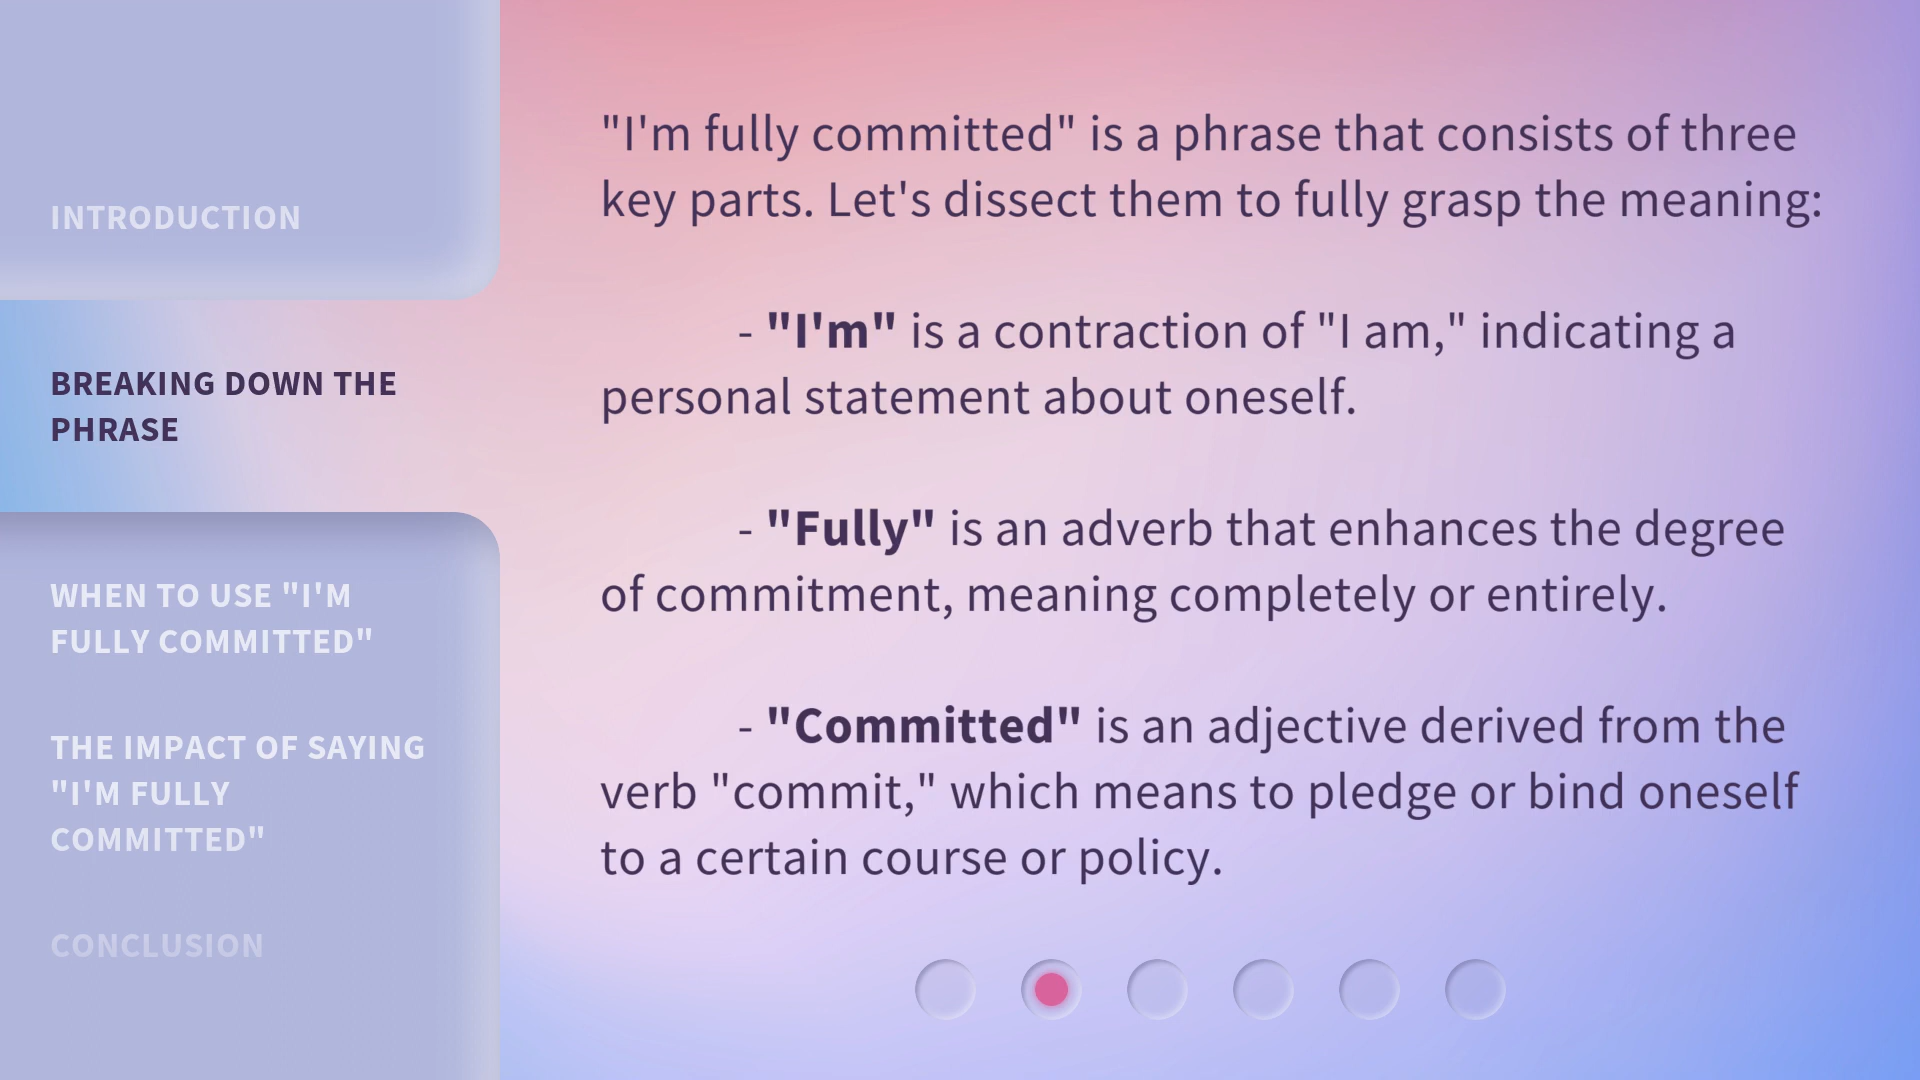 INTRODUCTION
BREAKING DOWN THE
PHRASE
WHEN TO USE "I'M
FULLY COMMITTED"
THE IMPACT OF SAYING
"I'M FULLY
COMMITTED"
CONCLUSION
"I'm fully committed" is a phrase that consists of three
key parts. Let's dissect them to fully grasp the meaning:
- "I'm" is a contraction of "I am," indicating a
personal statement about oneself.
- "Fully" is an adverb that enhances the degree
of commitment, meaning completely or entirely.
- "Committed" is an adjective derived from the
verb "commit," which means to pledge or bind oneself
to a certain course or policy.